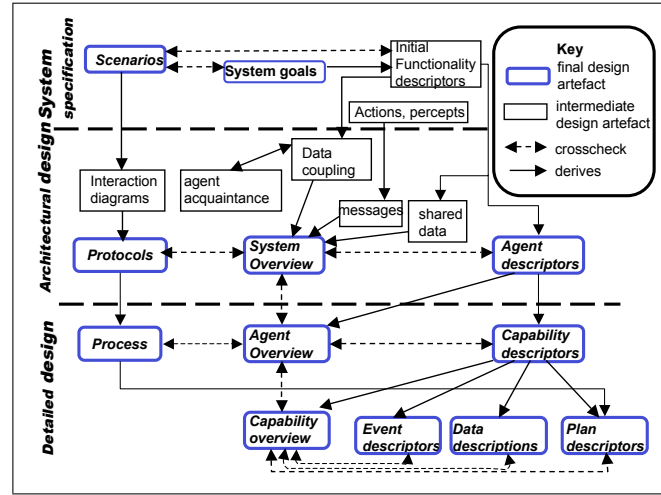 Scenarios
System goals
Initial
Functionality
descriptors
Actions, percepts
Key
final design
artefact
intermediate
design artefact
crosscheck
derives
System
specification
Architectural design
Detailed design
Interaction
diagrams
agent
acquaintance
Data
coupling
messages
shared
data
Protocols
System
Overview
Agent
descriptors
Process
Agent
Overview
Capability
descriptors
Capability
overview
Event
descriptors
Data
descriptions
Plan
descriptors